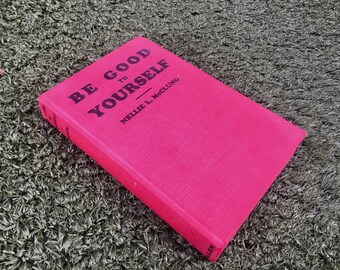 BE GOOD
TO
YOURSELF
NELLIE L. McCLUNG